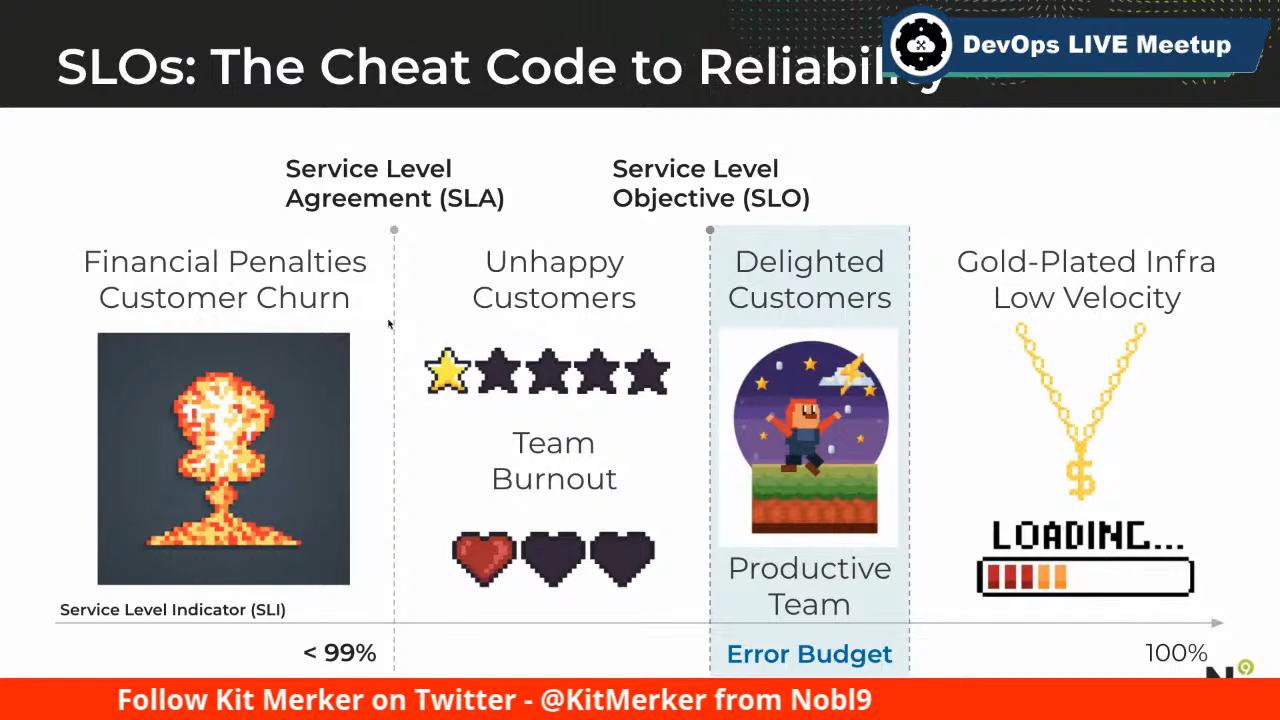 SLOs: The Cheat Code to Reliability
DevOps LIVE Meetup
Service Level
Agreement (SLA)
Service Level
Objective (SLO)
Financial Penalties
Customer Churn
Unhappy
Customers
Team
Burnout
Delighted
Customers
Productive
Team
Gold-Plated Infra
Low Velocity
$
LOADING...
Service Level Indicator (SLI)
< 99%
Error Budget
100%
N9
Follow Kit Merker on Twitter - @KitMerker from Nobl9